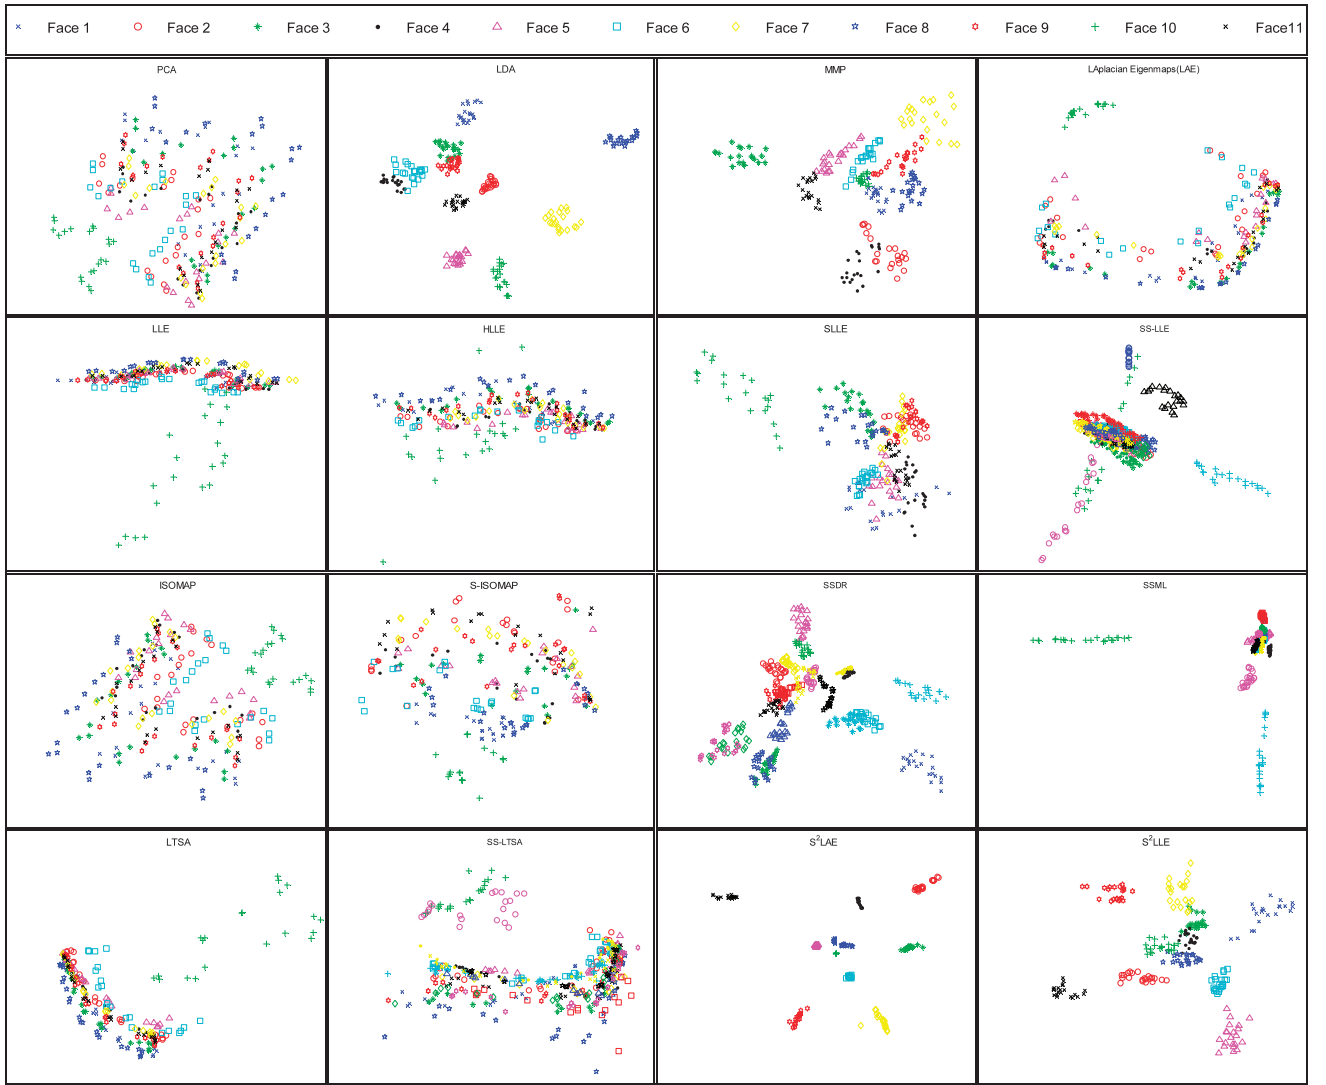 Face 1 Face 2 Face 3 Face 4 Face 5 Face 6 Face 7 Face 8 Face 9 Face 10 Face11
PCA LDA MMP LAplacian Eigenmaps(LAE)
LLE HLLE SLLE SS-LLE
ISOMAP S-ISOMAP SSDR SSML
LTSA SS-LTSA S²LAE S²LLE